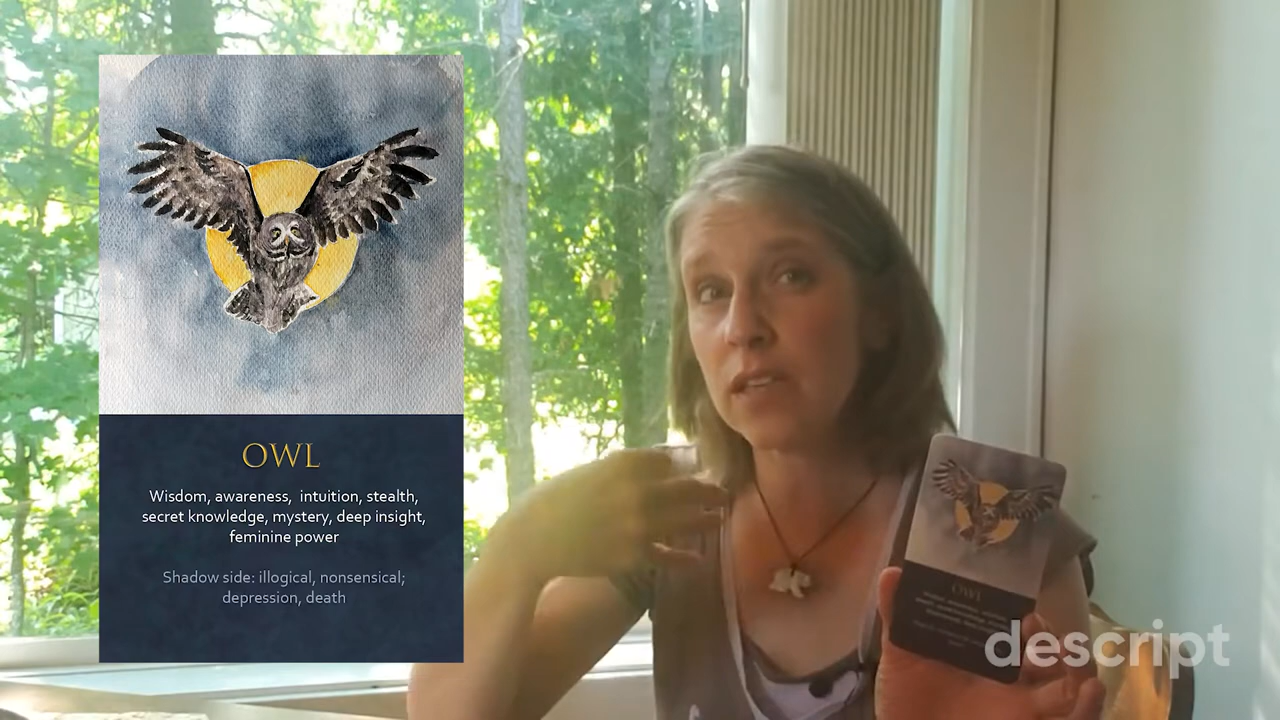 OWL
Wisdom, awareness, intuition, stealth,
secret knowledge, mystery, deep insight,
feminine power
Shadow side: illogical, nonsensical;
depression, death
OWL
descript